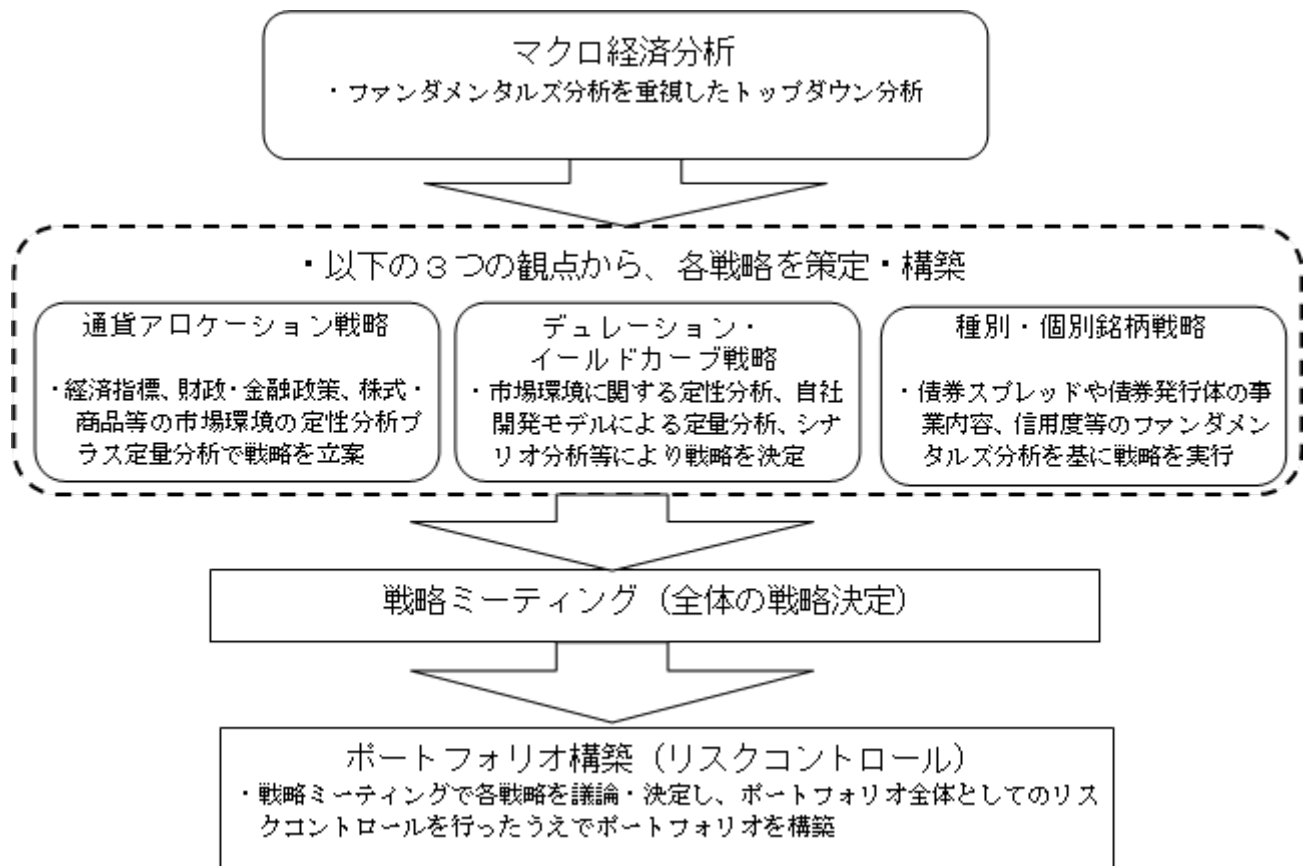 マクロ経済分析
・ファンダメンタルズ分析を重視したトップダウン分析
・以下の3つの観点から、各戦略を策定・構築
通貨アロケーション戦略
・経済指標、財政・金融政策、株式・
商品等の市場環境の定性分析プ
ラス定量分析で戦略を立案
デュレーション・
イールドカーブ戦略
・市場環境に関する定性分析、自社
開発モデルによる定量分析、シナ
リオ分析等により戦略を決定
種別・個別銘柄戦略
・債券スプレッドや債券発行体の事
業内容、信用度等のファンダメン
タルズ分析を基に戦略を実行
戦略ミーティング(全体の戦略決定)
ポートフォリオ構築(リスクコントロール)
・戦略ミーティングで各戦略を議論・決定し、ポートフォリオ全体としてのリス
クコントロールを行ったうえでポートフォリオを構築